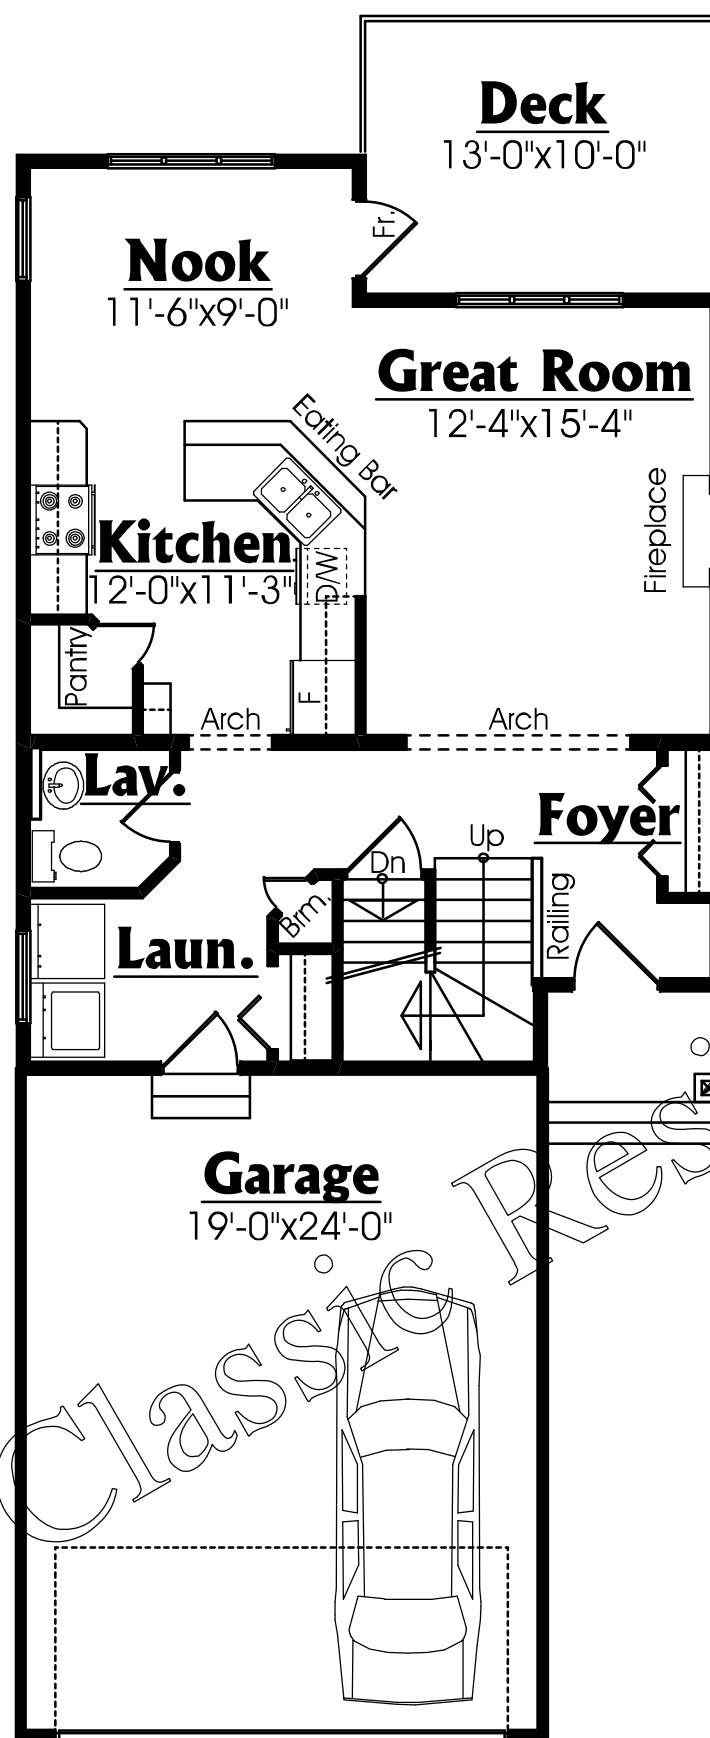 Deck
13'-0"x10'-0"
Fr.
Nook
11'-6"x9'-0"
Great Room
12'-4"x15'-4"
Eating Bar
Fireplace
Kitchen
12'-0"x11'-3"
D/W
Pantry
F
Arch
Arch
Lav.
Foyer
Up
Dn
Railing
Brm.
Laun.
Garage
19'-0"x24'-0"
Classic Res